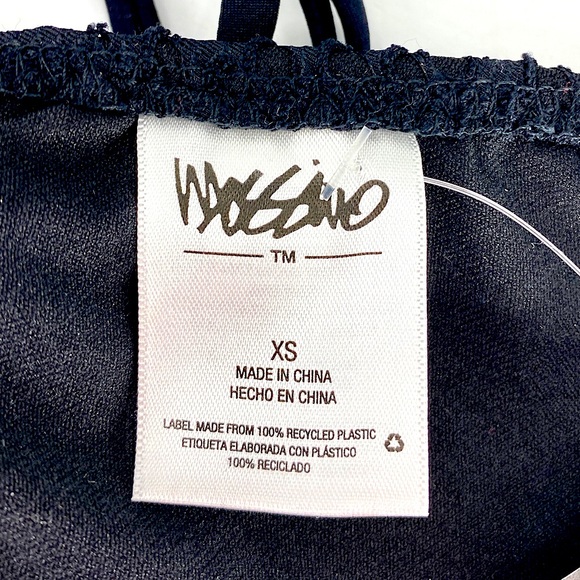 Mossimo
TM
XS
MADE IN CHINA
HECHO EN CHINA
LABEL MADE FROM 100% RECYCLED PLASTIC
ETIQUETA ELABORADA CON PLÁSTICO
100% RECICLADO